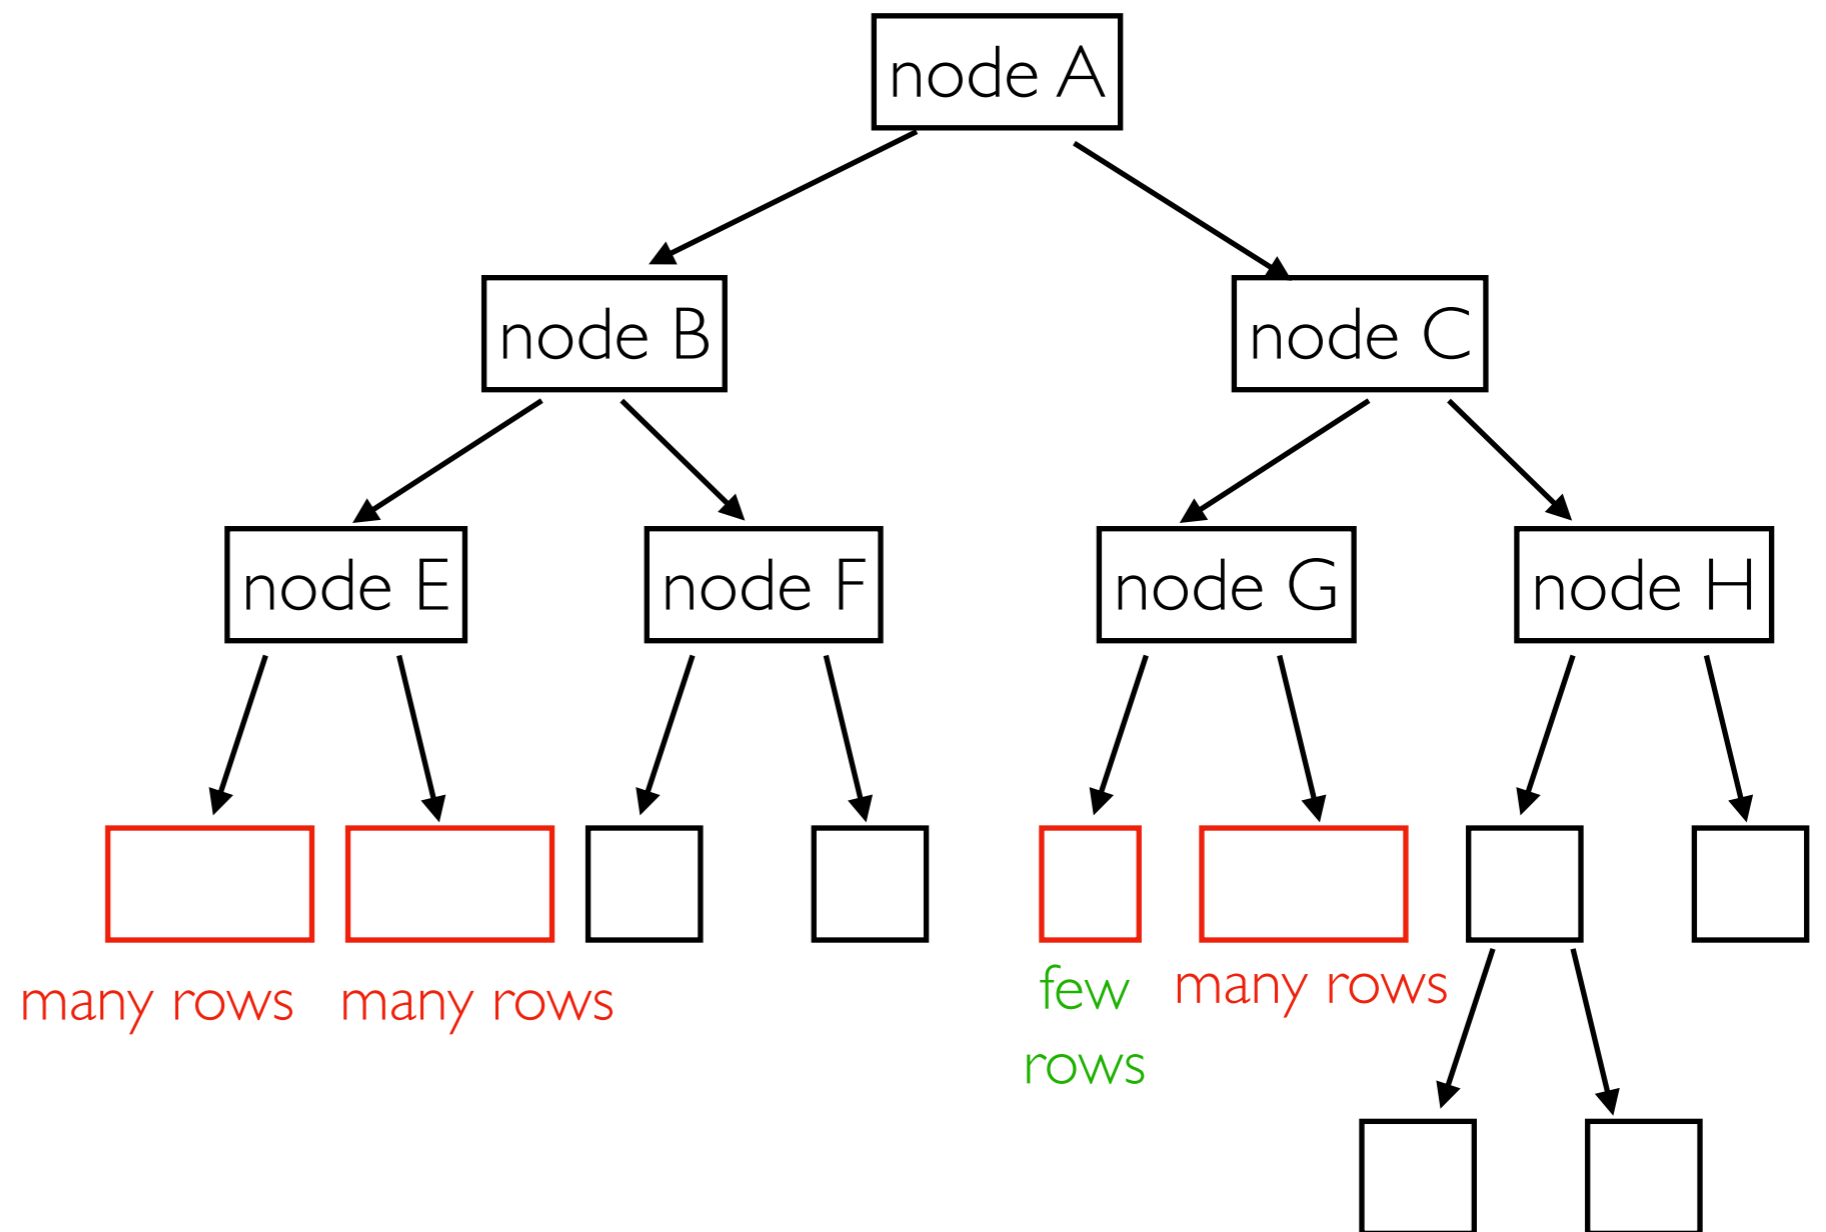 node A
node B
node C
node E
node F
node G
node H
many rows
many rows
few
rows
many rows